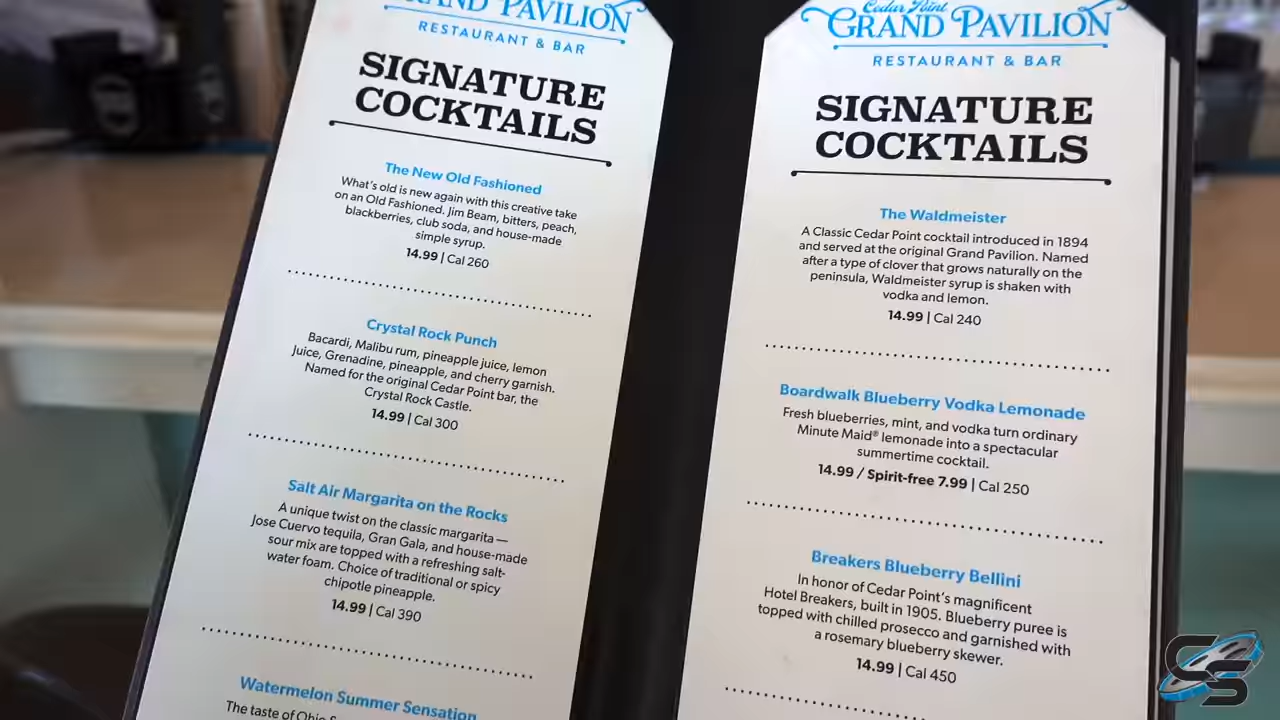 GRAND PAVILION
RESTAURANT & BAR
SIGNATURE
COCKTAILS
The New Old Fashioned
What's old is new again with this creative take
on an Old Fashioned. Jim Beam, bitters, peach,
blackberries, club soda, and house-made
simple syrup.
14.99 | Cal 260
Crystal Rock Punch
Bacardi, Malibu rum, pineapple juice, lemon
Juice, Grenadine, pineapple, and cherry garnish.
Named for the original Cedar Point bar, the
Crystal Rock Castle.
14.99 | Cal 300
Salt Air Margarita on the Rocks
A unique twist on the classic margarita —
Jose Cuervo tequila, Gran Gala, and house-made
sour mix are topped with a refreshing salt-
water foam. Choice of traditional or spicy
chipotle pineapple.
14.99 | Cal 390
Watermelon Summer Sensation
The taste of Ohio
Cedar Point
GRAND PAVILION
RESTAURANT & BAR
SIGNATURE
COCKTAILS
The Waldmeister
A Classic Cedar Point cocktail introduced in 1894
and served at the original Grand Pavilion. Named
after a type of clover that grows naturally on the
peninsula, Waldmeister syrup is shaken with
vodka and lemon.
14.99 | Cal 240
Boardwalk Blueberry Vodka Lemonade
Fresh blueberries, mint, and vodka turn ordinary
Minute Maid® lemonade into a spectacular
summertime cocktail.
14.99 / Spirit-free 7.99 | Cal 250
Breakers Blueberry Bellini
In honor of Cedar Point's magnificent
Hotel Breakers, built in 1905. Blueberry puree is
topped with chilled prosecco and garnished with
a rosemary blueberry skewer.
14.99 | Cal 450
CS